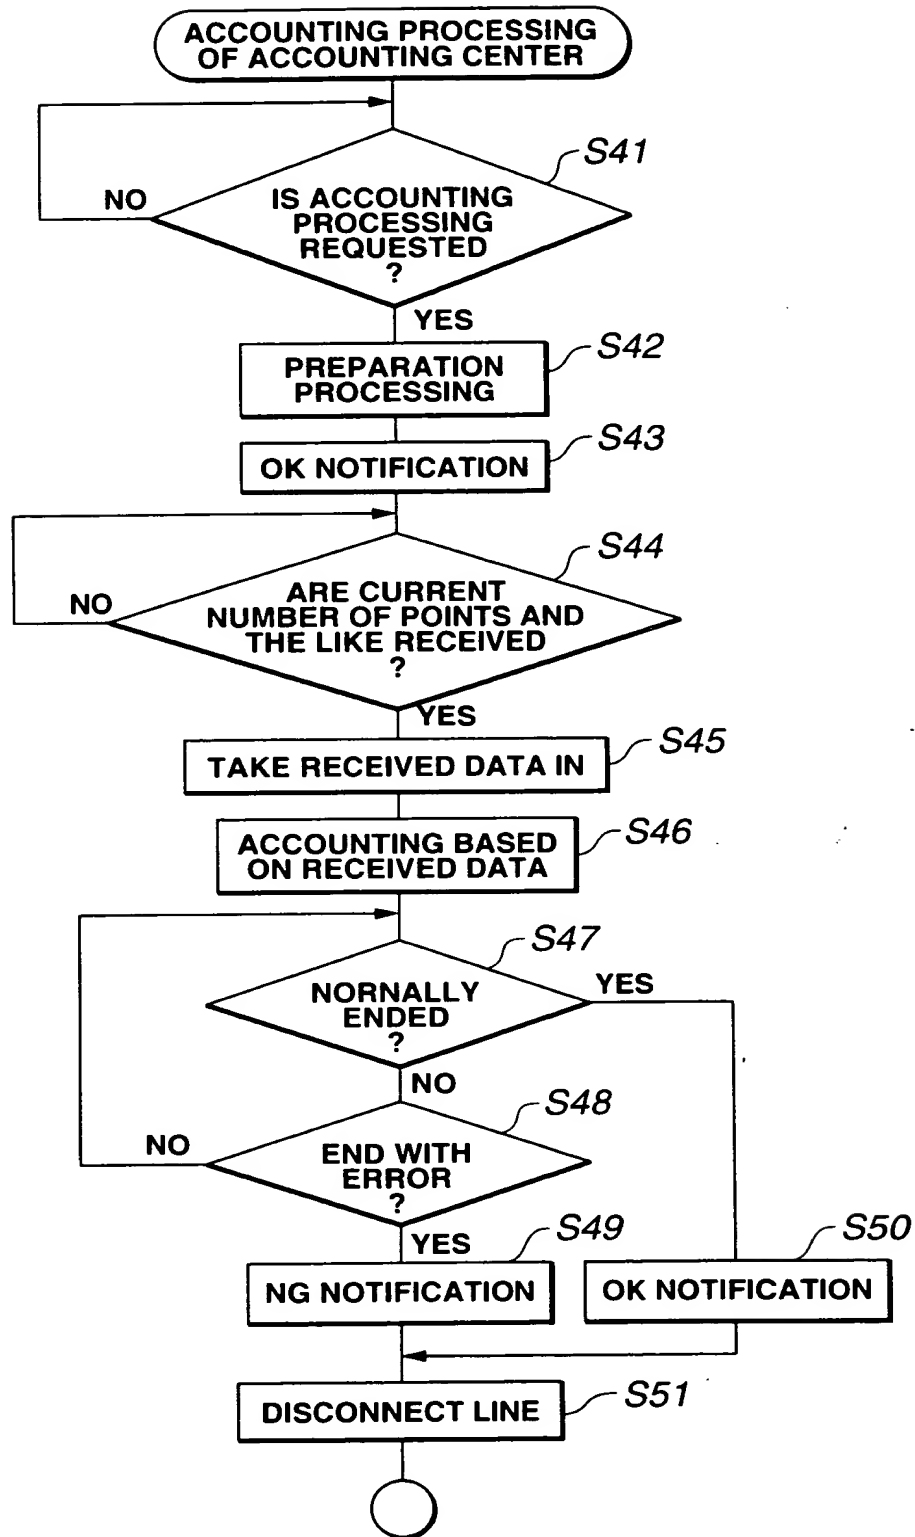 ACCOUNTING PROCESSING
OF ACCOUNTING CENTER
S41
NO
IS ACCOUNTING
PROCESSING
REQUESTED
?
YES
S42
PREPARATION
PROCESSING
S43
OK NOTIFICATION
S44
NO
ARE CURRENT
NUMBER OF POINTS AND
THE LIKE RECEIVED
?
YES
S45
TAKE RECEIVED DATA IN
S46
ACCOUNTING BASED
ON RECEIVED DATA
S47
YES
NORNALLY
ENDED
?
NO
S48
NO
END WITH
ERROR
?
YES
S49
S50
NG NOTIFICATION
OK NOTIFICATION
S51
DISCONNECT LINE